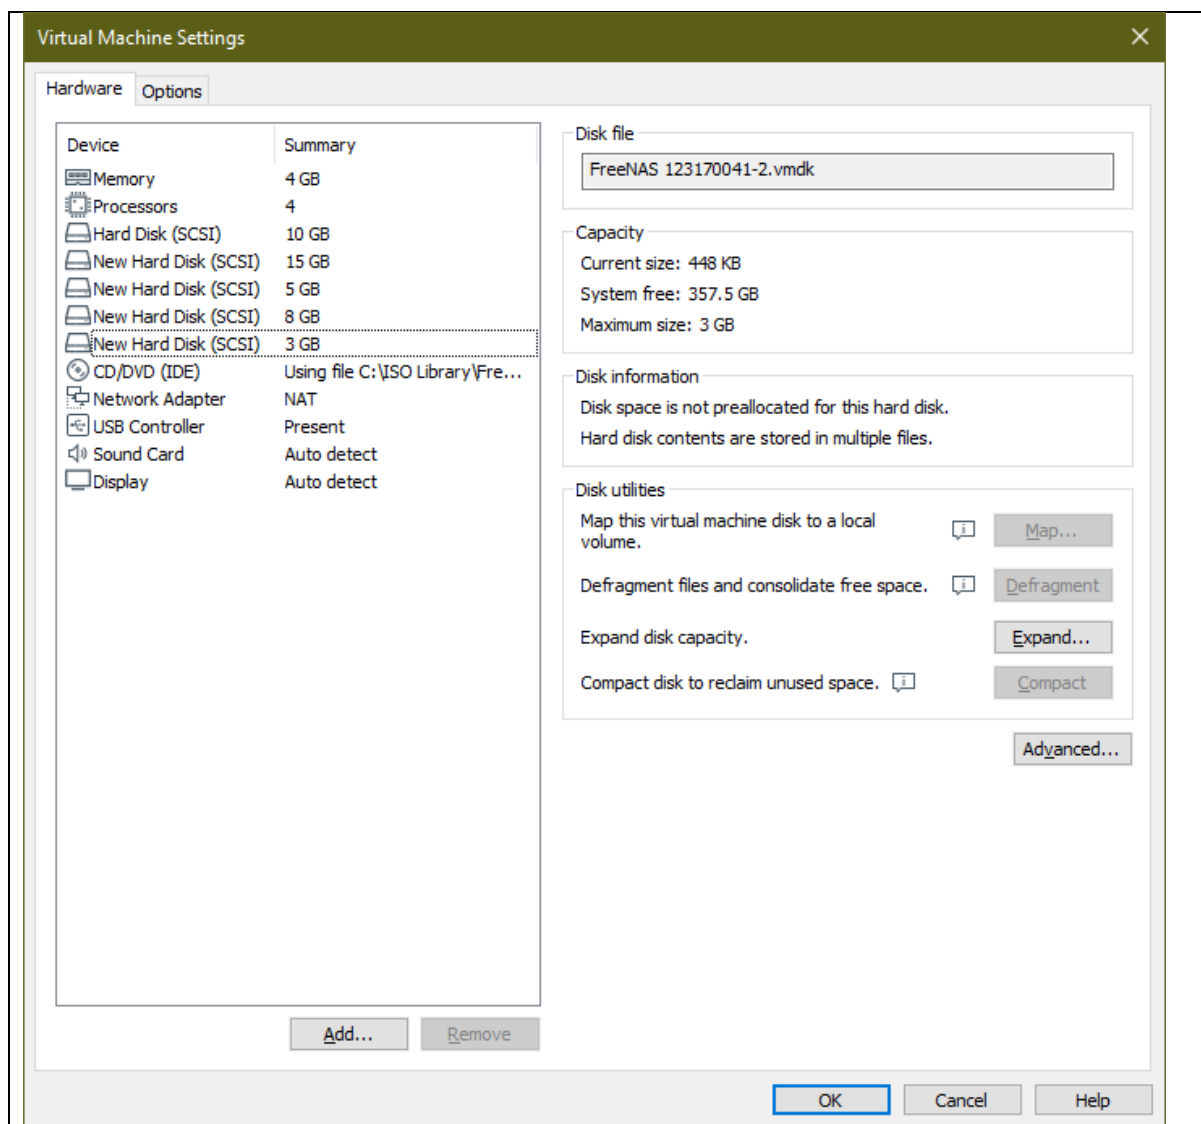 Virtual Machine Settings
Hardware
Options
Device Summary
Memory 4 GB
Processors 4
Hard Disk (SCSI) 10 GB
New Hard Disk (SCSI) 15 GB
New Hard Disk (SCSI) 5 GB
New Hard Disk (SCSI) 8 GB
New Hard Disk (SCSI) 3 GB
CD/DVD (IDE) Using file C:\ISO Library\Fre...
Network Adapter NAT
USB Controller Present
Sound Card Auto detect
Display Auto detect
Add...
Remove
Disk file
FreeNAS 123170041-2.vmdk
Capacity
Current size: 448 KB
System free: 357.5 GB
Maximum size: 3 GB
Disk information
Disk space is not preallocated for this hard disk.
Hard disk contents are stored in multiple files.
Disk utilities
Map this virtual machine disk to a local
volume.
Map...
Defragment files and consolidate free space.
Defragment
Expand disk capacity.
Expand...
Compact disk to reclaim unused space.
Compact
Advanced...
OK
Cancel
Help